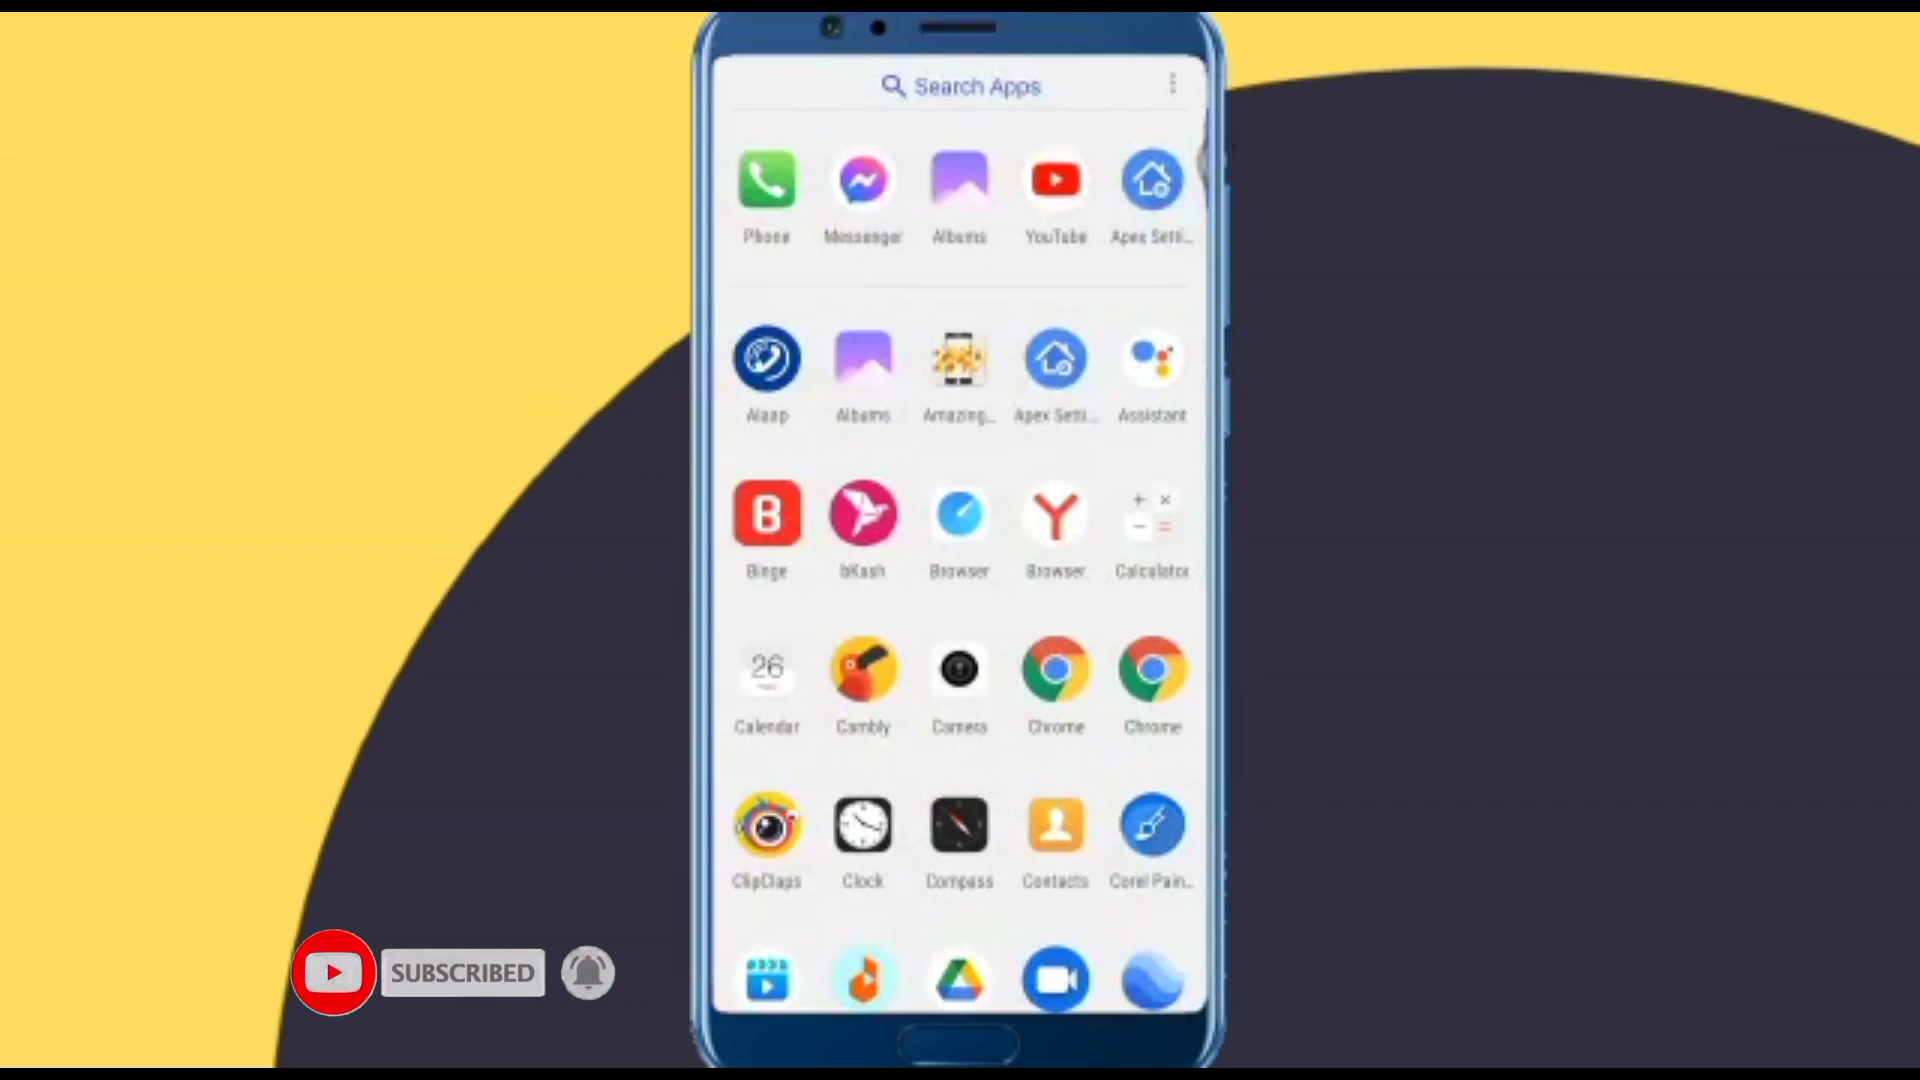 Search Apps
Phone Messenger Albums YouTube Apex Setti...
Alaap Albums Amazing... Apex Setti... Assistant
B
Binge bKash Browser Browser Calculator
26
Calendar Cambly Camera Chrome Chrome
ClipClaps Clock Compass Contacts Corel Pain...
SUBSCRIBED